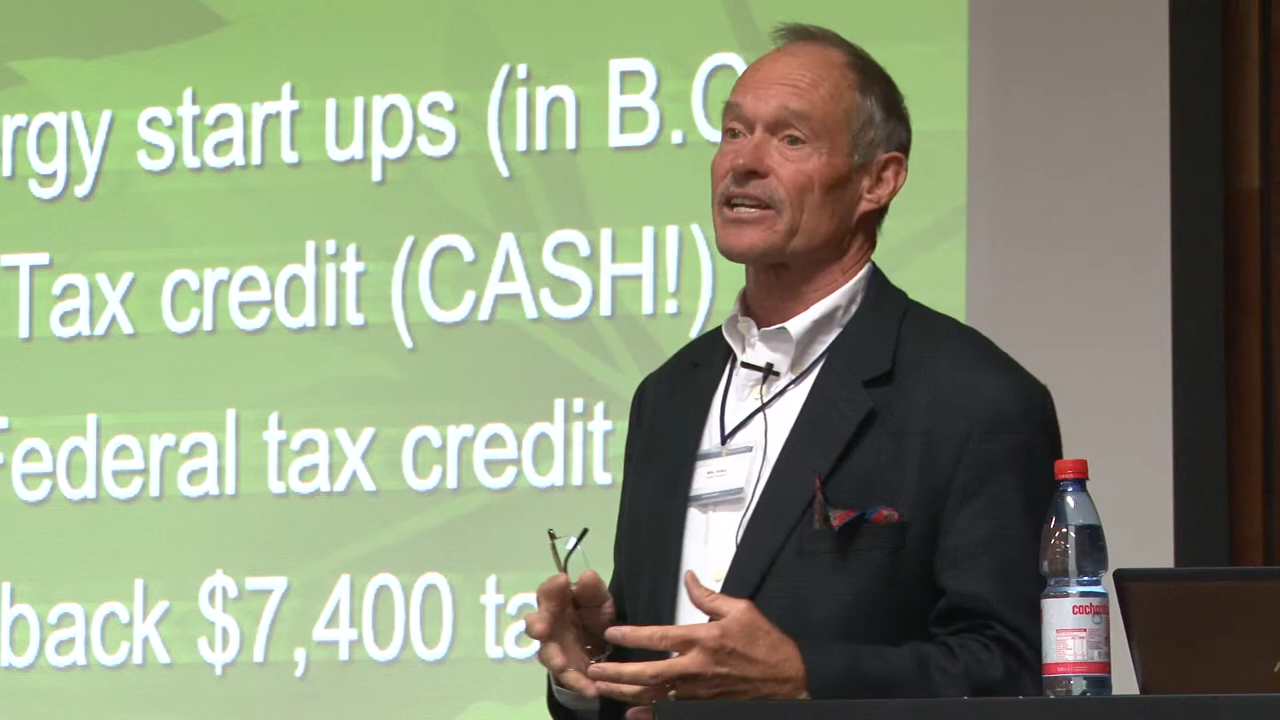 rgy start ups (in B.C
Tax credit (CASH!)
Federal tax credit
back $7,400 ta